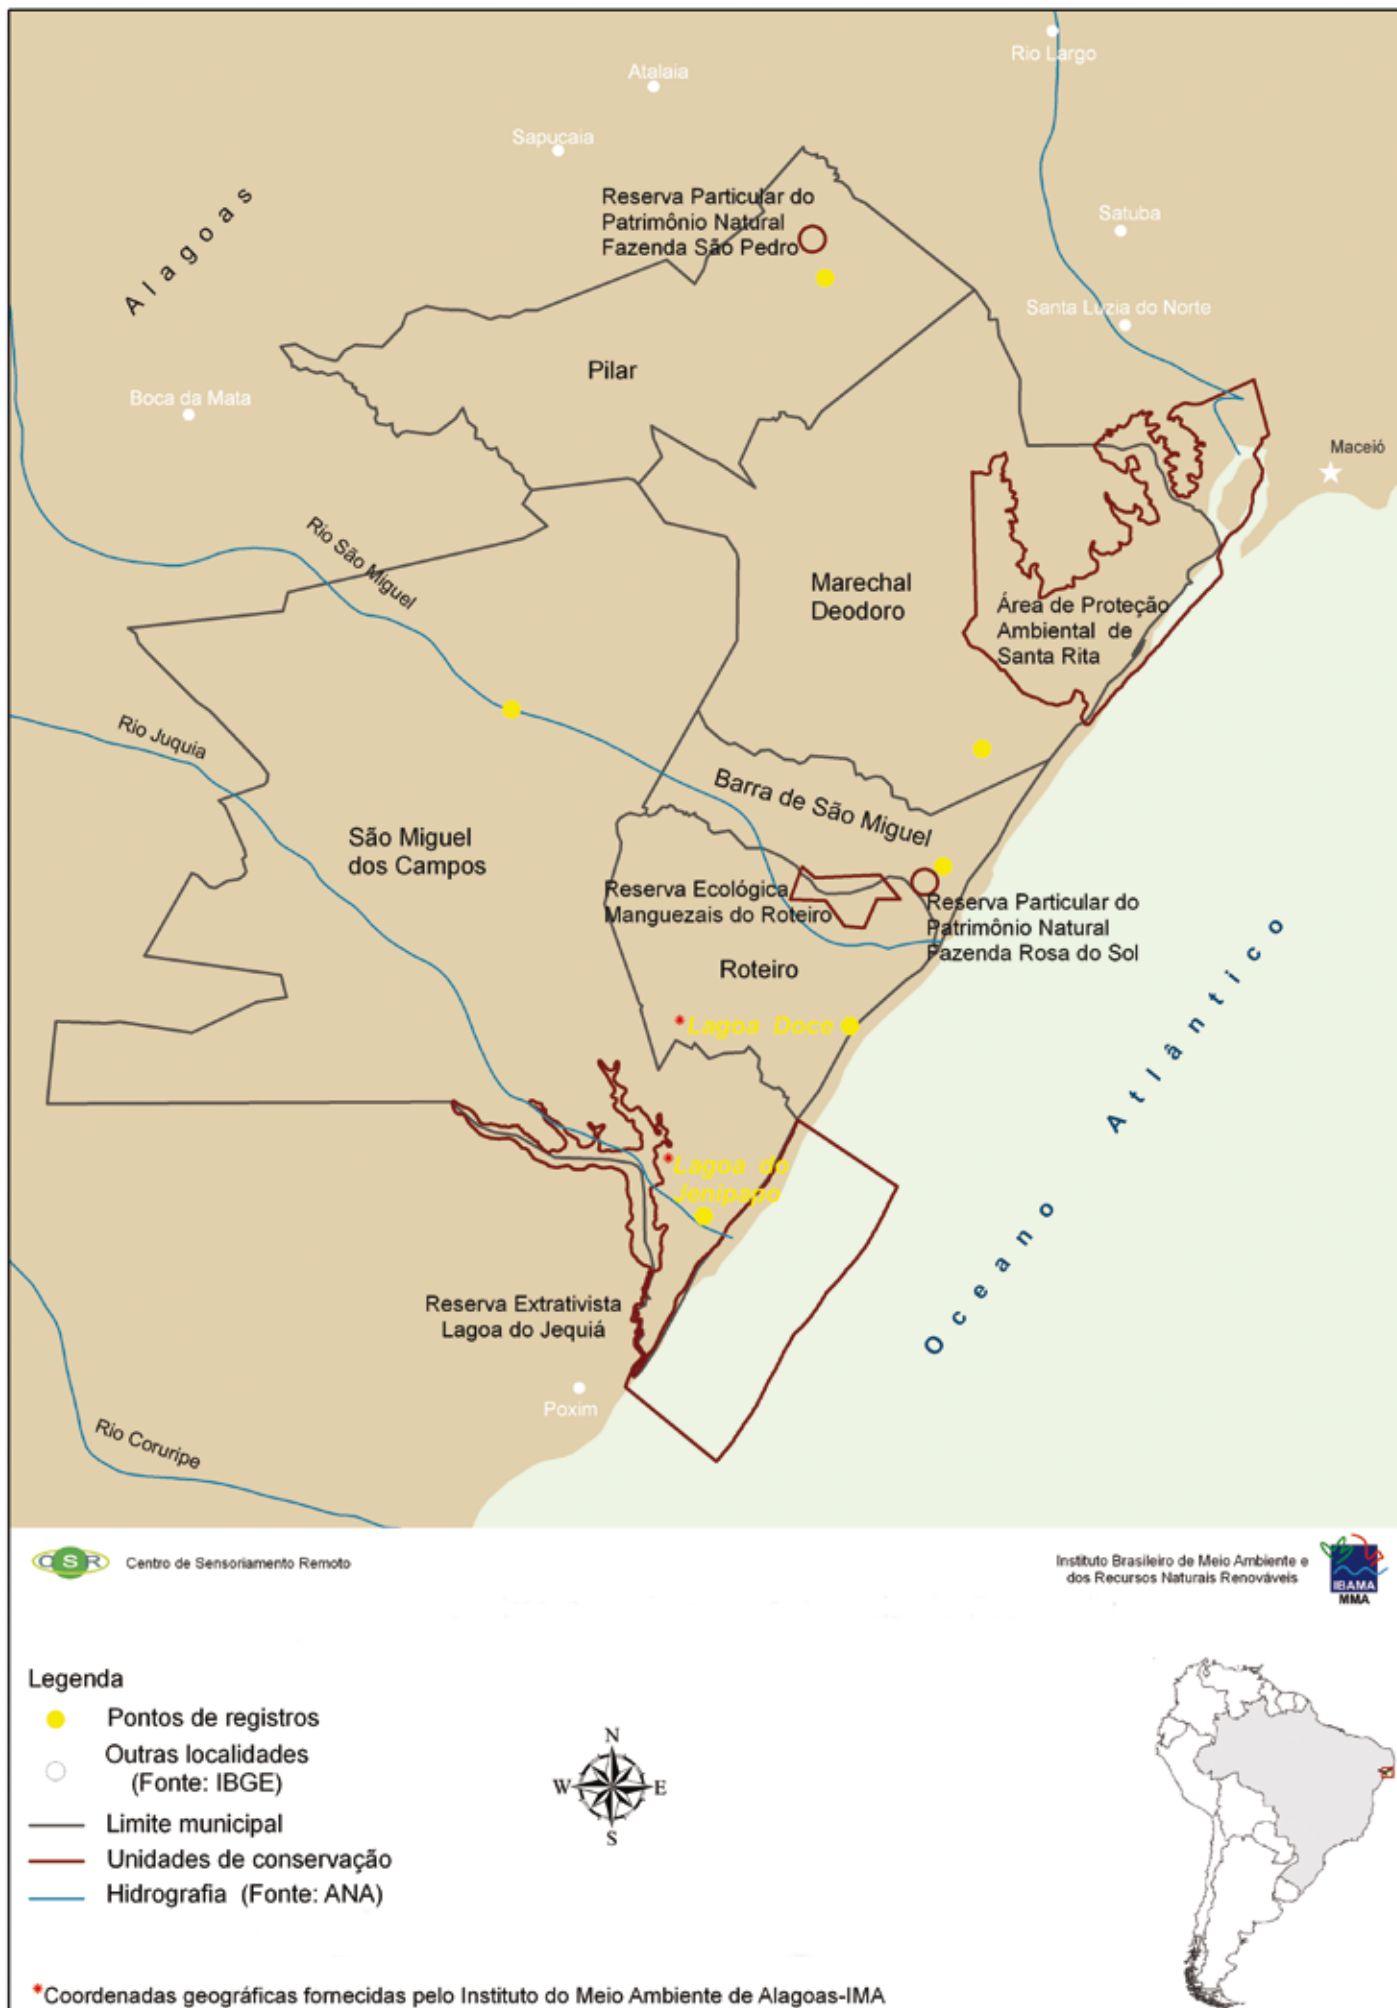 Rio Largo
Atalaia
Sapucaia
Reserva Particular do
Patrimônio Natural
Fazenda São Pedro
Alagoas
Satuba
Santa Luzia do Norte
Pilar
Boca da Mata
Maceió
Rio São Miguel
Marechal
Deodoro
Área de Proteção
Ambiental de
Santa Rita
Rio Juquia
Barra de São Miguel
São Miguel
dos Campos
Reserva Ecológica
Manguezais do Roteiro
Reserva Particular do
Patrimônio Natural
Fazenda Rosa do Sol
Roteiro
*Lagoa Doce
Oceano Atlântico
*Lagoa do
Jenipapo
Reserva Extrativista
Lagoa do Jequiá
Poxim
Rio Coruripe
CSR
Centro de Sensoriamento Remoto
Instituto Brasileiro de Meio Ambiente e
dos Recursos Naturais Renováveis
IBAMA
MMA
Legenda
Pontos de registros
Outras localidades
(Fonte: IBGE)
Limite municipal
Unidades de conservação
Hidrografia (Fonte: ANA)
N
W
E
S
*Coordenadas geográficas fornecidas pelo Instituto do Meio Ambiente de Alagoas-IMA